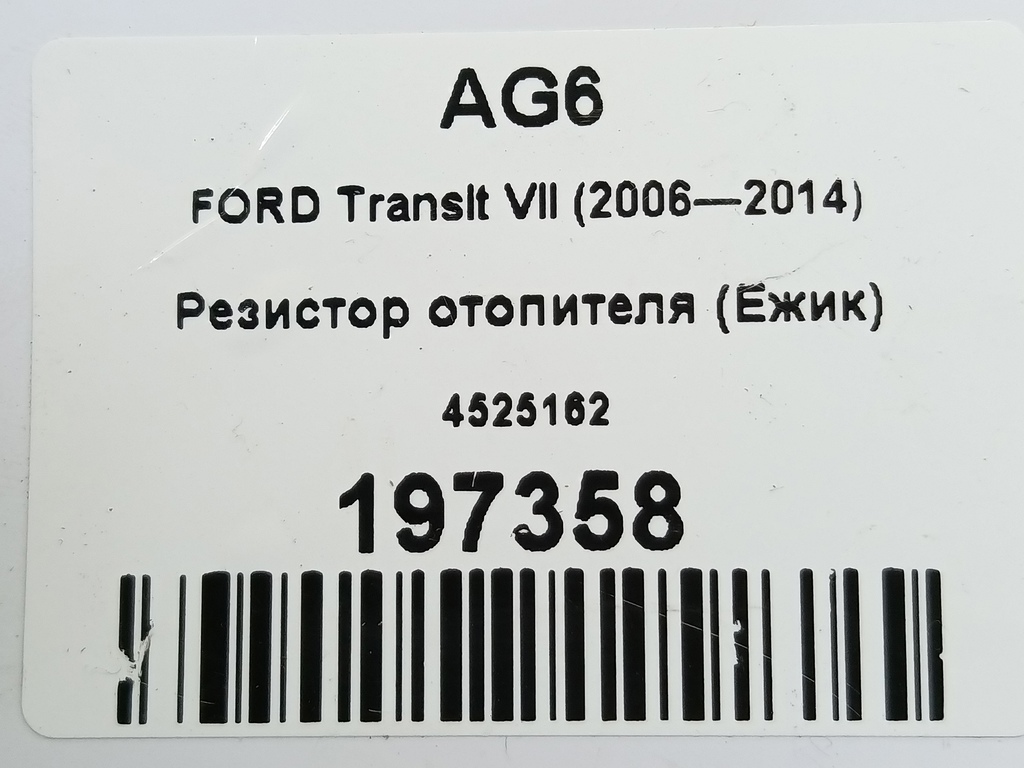 AG6
FORD Transit VII (2006—2014)
Резистор отопителя (Ежик)
4525162
197358